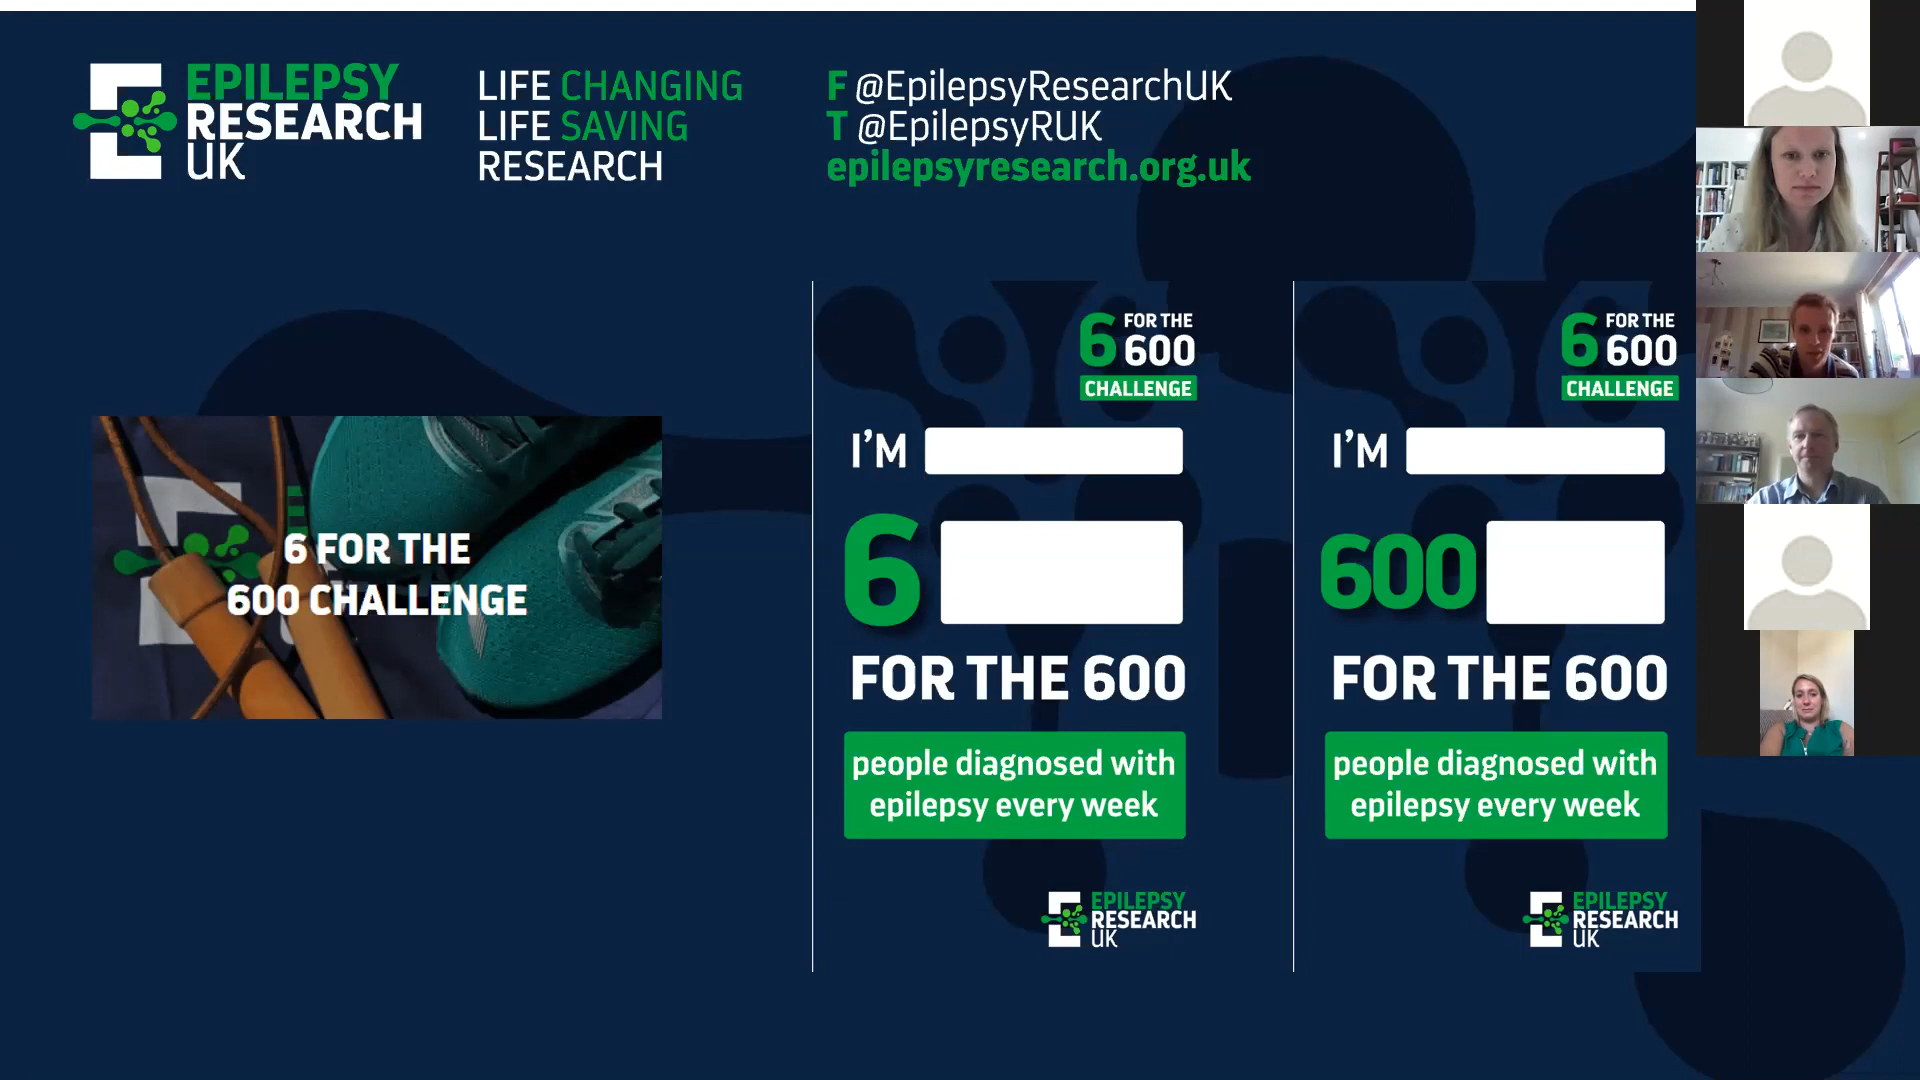 EPILEPSY
RESEARCH
UK
LIFE CHANGING
LIFE SAVING
RESEARCH
F @EpilepsyResearchUK
T @EpilepsyRUK
epilepsyresearch.org.uk
6 FOR THE
600 CHALLENGE
6 FOR THE
600
CHALLENGE
I’M
6
FOR THE 600
people diagnosed with
epilepsy every week
EPILEPSY
RESEARCH
UK
6 FOR THE
600
CHALLENGE
I’M
600
FOR THE 600
people diagnosed with
epilepsy every week
EPILEPSY
RESEARCH
UK